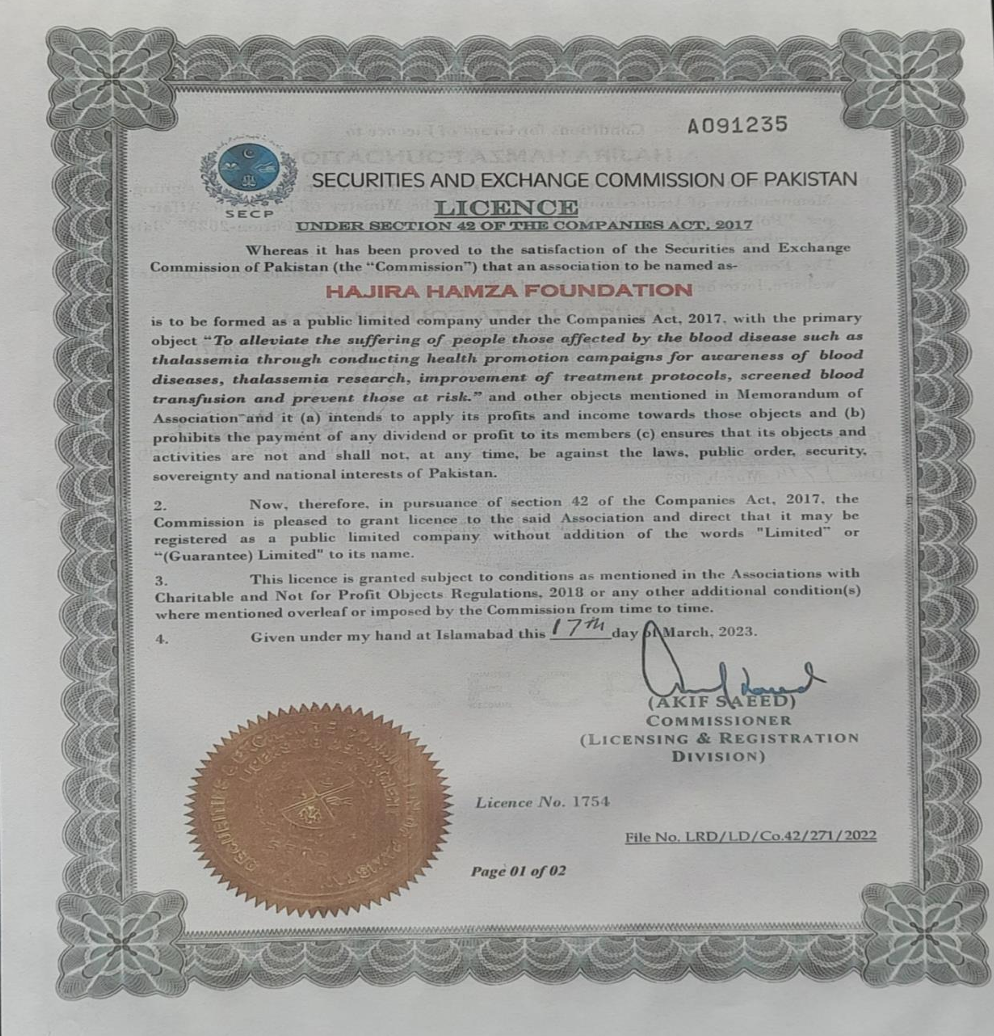 A091235
SECP
SECURITIES AND EXCHANGE COMMISSION OF PAKISTAN
LICENCE
UNDER SECTION 42 OF THE COMPANIES ACT, 2017
Whereas it has been proved to the satisfaction of the Securities and Exchange
Commission of Pakistan (the “Commission”) that an association to be named as-
HAJIRA HAMZA FOUNDATION
is to be formed as a public limited company under the Companies Act, 2017, with the primary
object “To alleviate the suffering of people those affected by the blood disease such as
thalassemia through conducting health promotion campaigns for awareness of blood
diseases, thalassemia research, improvement of treatment protocols, screened blood
transfusion and prevent those at risk.” and other objects mentioned in Memorandum of
Association and it (a) intends to apply its profits and income towards those objects and (b)
prohibits the payment of any dividend or profit to its members (c) ensures that its objects and
activities are not and shall not, at any time, be against the laws, public order, security,
sovereignty and national interests of Pakistan.
2. Now, therefore, in pursuance of section 42 of the Companies Act, 2017, the
Commission is pleased to grant licence to the said Association and direct that it may be
registered as a public limited company without addition of the words "Limited" or
“(Guarantee) Limited" to its name.
3. This licence is granted subject to conditions as mentioned in the Associations with
Charitable and Not for Profit Objects Regulations, 2018 or any other additional condition(s)
where mentioned overleaf or imposed by the Commission from time to time.
4. Given under my hand at Islamabad this 17th day of March, 2023.
(AKIF SAEED)
COMMISSIONER
(LICENSING & REGISTRATION
DIVISION)
Licence No. 1754
File No. LRD/LD/Co.42/271/2022
Page 01 of 02